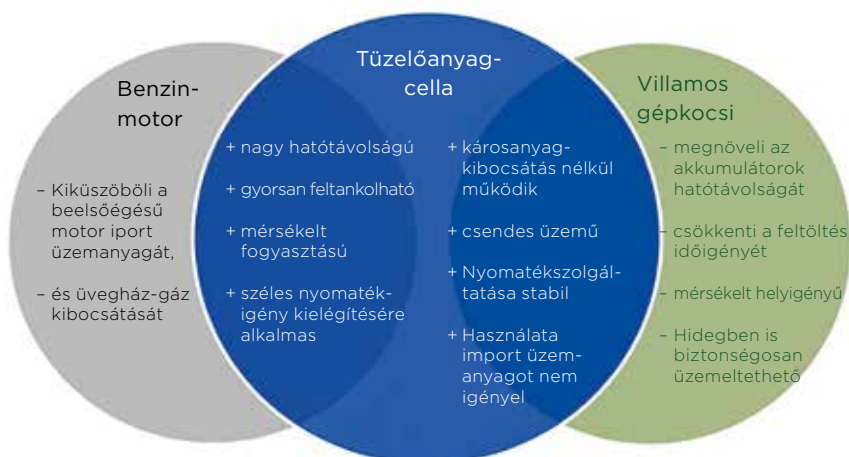 Benzin-
motor
– Kiküszöböli a
beelsőégésű
motor iport
üzemanyagát,
– és üvegház-gáz
kibocsátását
Tüzelőanyag-
cella
+ nagy hatótávolságú
+ gyorsan feltankolható
+ mérsékelt
fogyasztású
+ széles nyomaték-
igény kielégítésére
alkalmas
+ károsanyag-
kibocsátás nélkül
működik
+ csendes üzemű
+ Nyomatékszolgál-
tatása stabil
+ Használata
import üzem-
anyagot nem
igényel
Villamos
gépkocsi
– megnöveli az
akkumulátorok
hatótávolságát
– csökkenti a feltöltés
időigényét
– mérsékelt helyigényű
– Hidegben is
biztonségosan
üzemeltethető